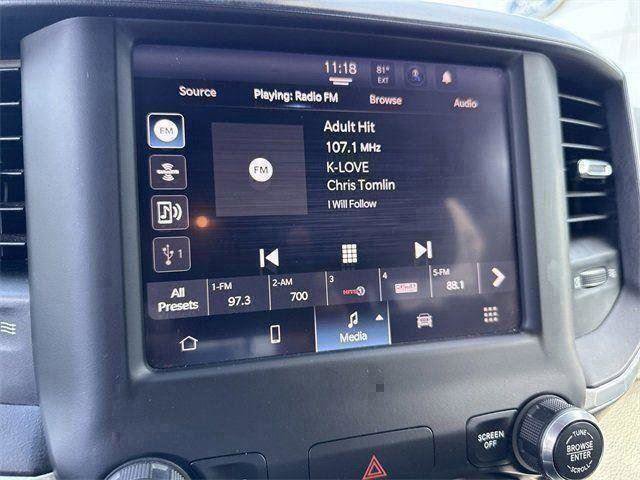 11:18 81° EXT
Source Playing: Radio FM Browse Audio
FM
Adult Hit
107.1 MHz
K-LOVE
FM
Chris Tomlin
I Will Follow
1
All Presets
1-FM 97.3
2-AM 700
3
4
5-FM 88.1
Media
SCREEN OFF
TUNE
BROWSE
ENTER
SCROLL